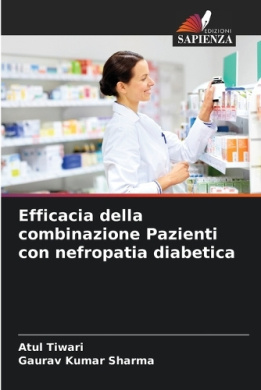 EDIZIONI
SAPIENZA
Efficacia della
combinazione Pazienti
con nefropatia diabetica
Atul Tiwari
Gaurav Kumar Sharma